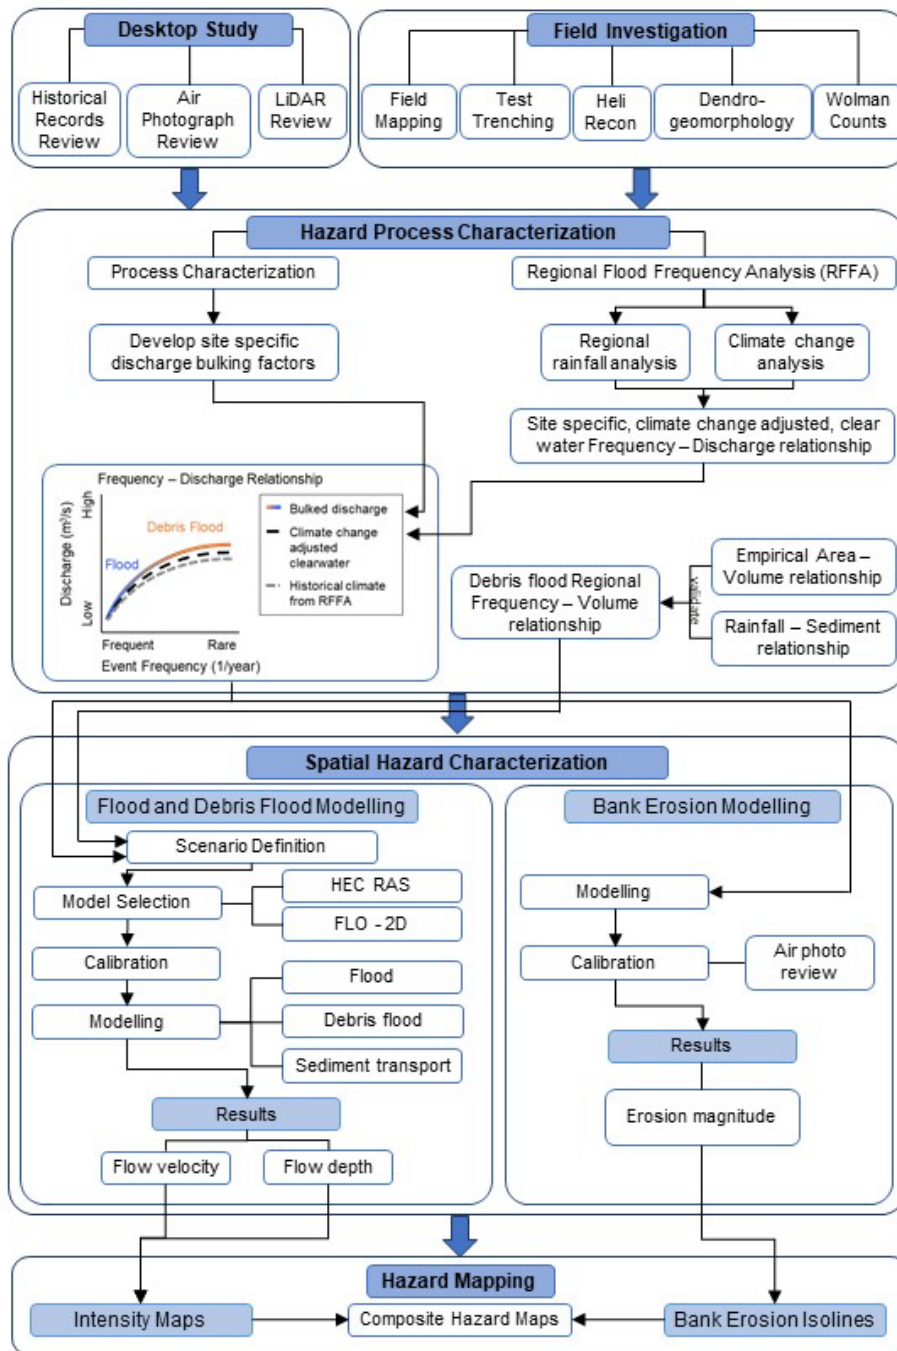 Desktop Study
Historical
Records
Review
Air
Photograph
Review
LiDAR
Review
Field Investigation
Field
Mapping
Test
Trenching
Heli
Recon
Dendro-
geomorphology
Wolman
Counts
Hazard Process Characterization
Process Characterization
Develop site specific
discharge bulking factors
Regional Flood Frequency Analysis (RFFA)
Regional
rainfall analysis
Climate change
analysis
Site specific, climate change adjusted, clear
water Frequency – Discharge relationship
Frequency – Discharge Relationship
Discharge (m³/s)
High
Low
Debris Flood
Flood
Frequent
Rare
Event Frequency (1/year)
Bulked discharge
Climate change
adjusted
clearwater
Historical climate
from RFFA
Debris flood Regional
Frequency – Volume
relationship
validate
Empirical Area –
Volume relationship
Rainfall – Sediment
relationship
Spatial Hazard Characterization
Flood and Debris Flood Modelling
Scenario Definition
Model Selection
HEC RAS
FLO - 2D
Calibration
Modelling
Flood
Debris flood
Sediment transport
Results
Flow velocity
Flow depth
Bank Erosion Modelling
Modelling
Calibration
Air photo
review
Results
Erosion magnitude
Hazard Mapping
Intensity Maps
Composite Hazard Maps
Bank Erosion Isolines